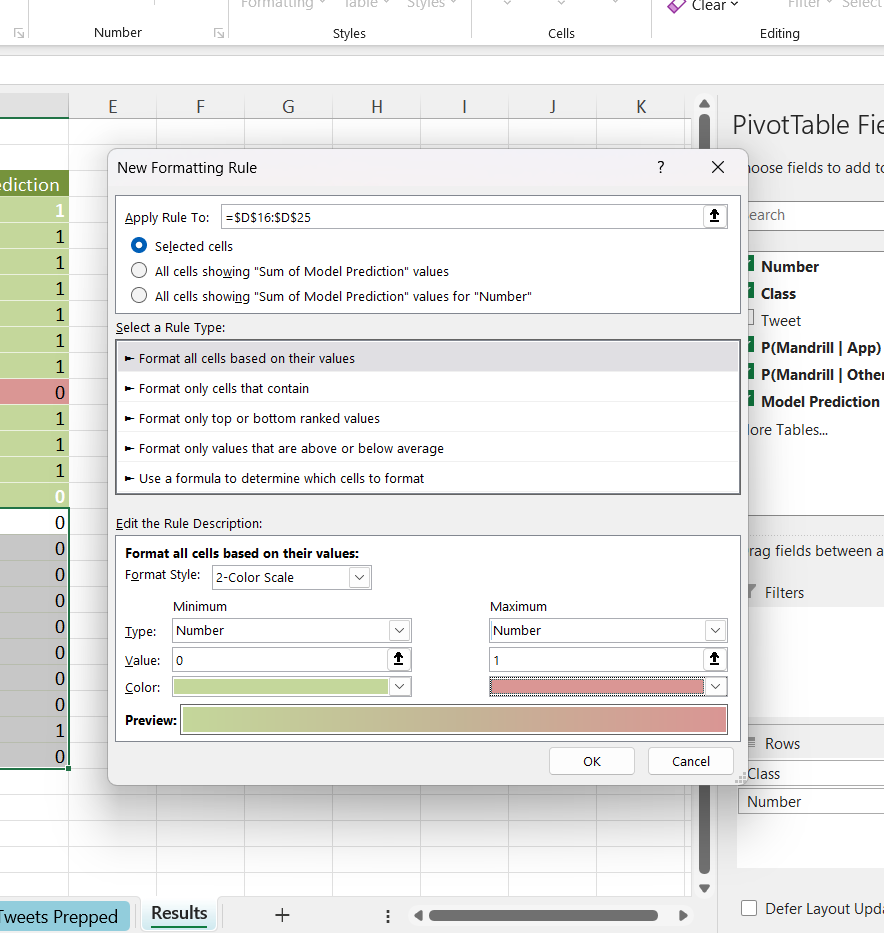 Formatting Table Styles Clear Filter Select
Number Styles Cells Editing
E F G H I J K
PivotTable Fie
New Formatting Rule ?
hoose fields to add to
ediction
Apply Rule To: =$D$16:$D$25
earch
1
Selected cells
1
1
All cells showing "Sum of Model Prediction" values
Number
1
All cells showing "Sum of Model Prediction" values for "Number"
Class
1
Select a Rule Type:
Tweet
1
P(Mandrill | App)
1
Format all cells based on their values
P(Mandrill | Other
0
Format only cells that contain
Model Prediction
1
Format only top or bottom ranked values
ore Tables...
1
Format only values that are above or below average
1
Use a formula to determine which cells to format
0
0
Edit the Rule Description:
0
Format all cells based on their values:
rag fields between a
0
Format Style: 2-Color Scale
Filters
0
Minimum Maximum
0
Type: Number Number
0
Value: 0 1
0
Color:
0
Preview:
1
Rows
0
OK Cancel
Class
Number
Tweets Prepped Results +
Defer Layout Upda